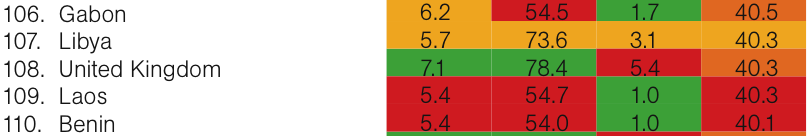 106. Gabon 6.2 54.5 1.7 40.5
107. Libya 5.7 73.6 3.1 40.3
108. United Kingdom 7.1 78.4 5.4 40.3
109. Laos 5.4 54.7 1.0 40.3
110. Benin 5.4 54.0 1.0 40.1